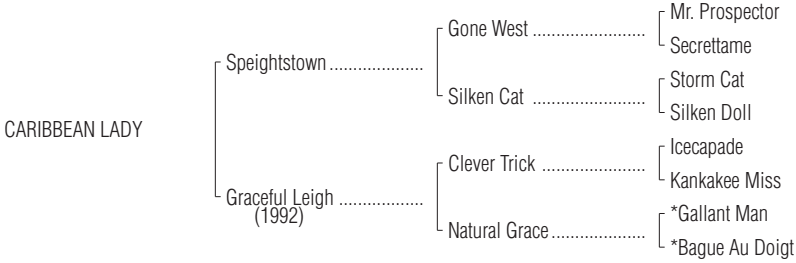 Mr. Prospector
Gone West ........................
Secrettame
Speightstown ....................
Storm Cat
Silken Cat ........................
Silken Doll
CARIBBEAN LADY
Icecapade
Clever Trick ......................
Kankakee Miss
Graceful Leigh ..................
(1992)
*Gallant Man
Natural Grace ....................
*Bague Au Doigt